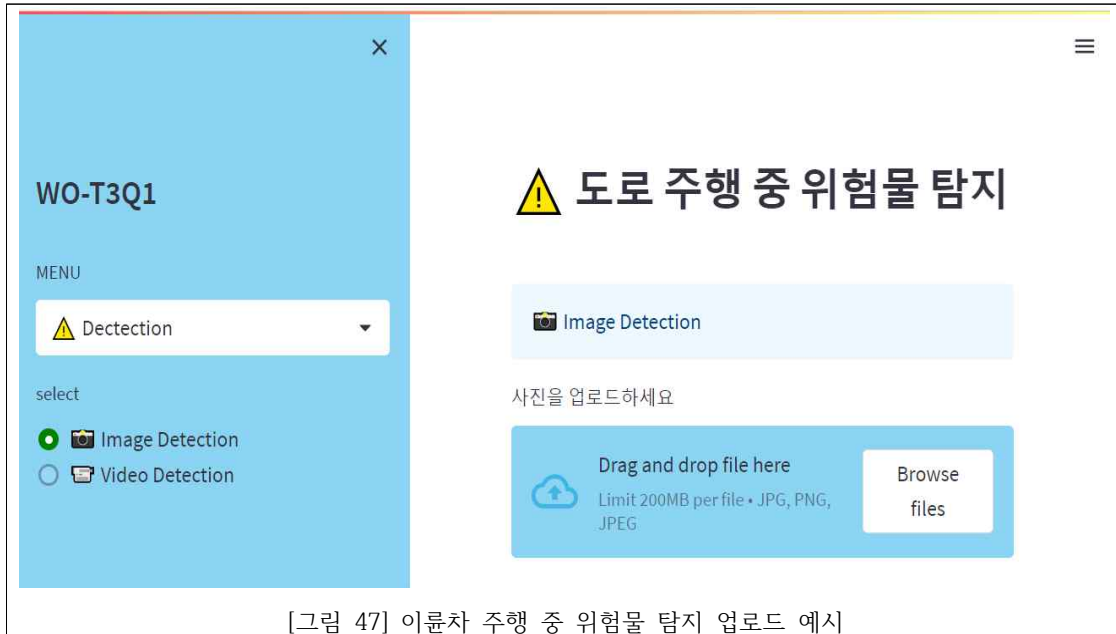 WO-T3Q1
MENU
Dectection
select
Image Detection
Video Detection
도로 주행 중 위험물 탐지
Image Detection
사진을 업로드하세요
Drag and drop file here
Limit 200MB per file • JPG, PNG,
JPEG
Browse
files
[그림 47] 이륜차 주행 중 위험물 탐지 업로드 예시